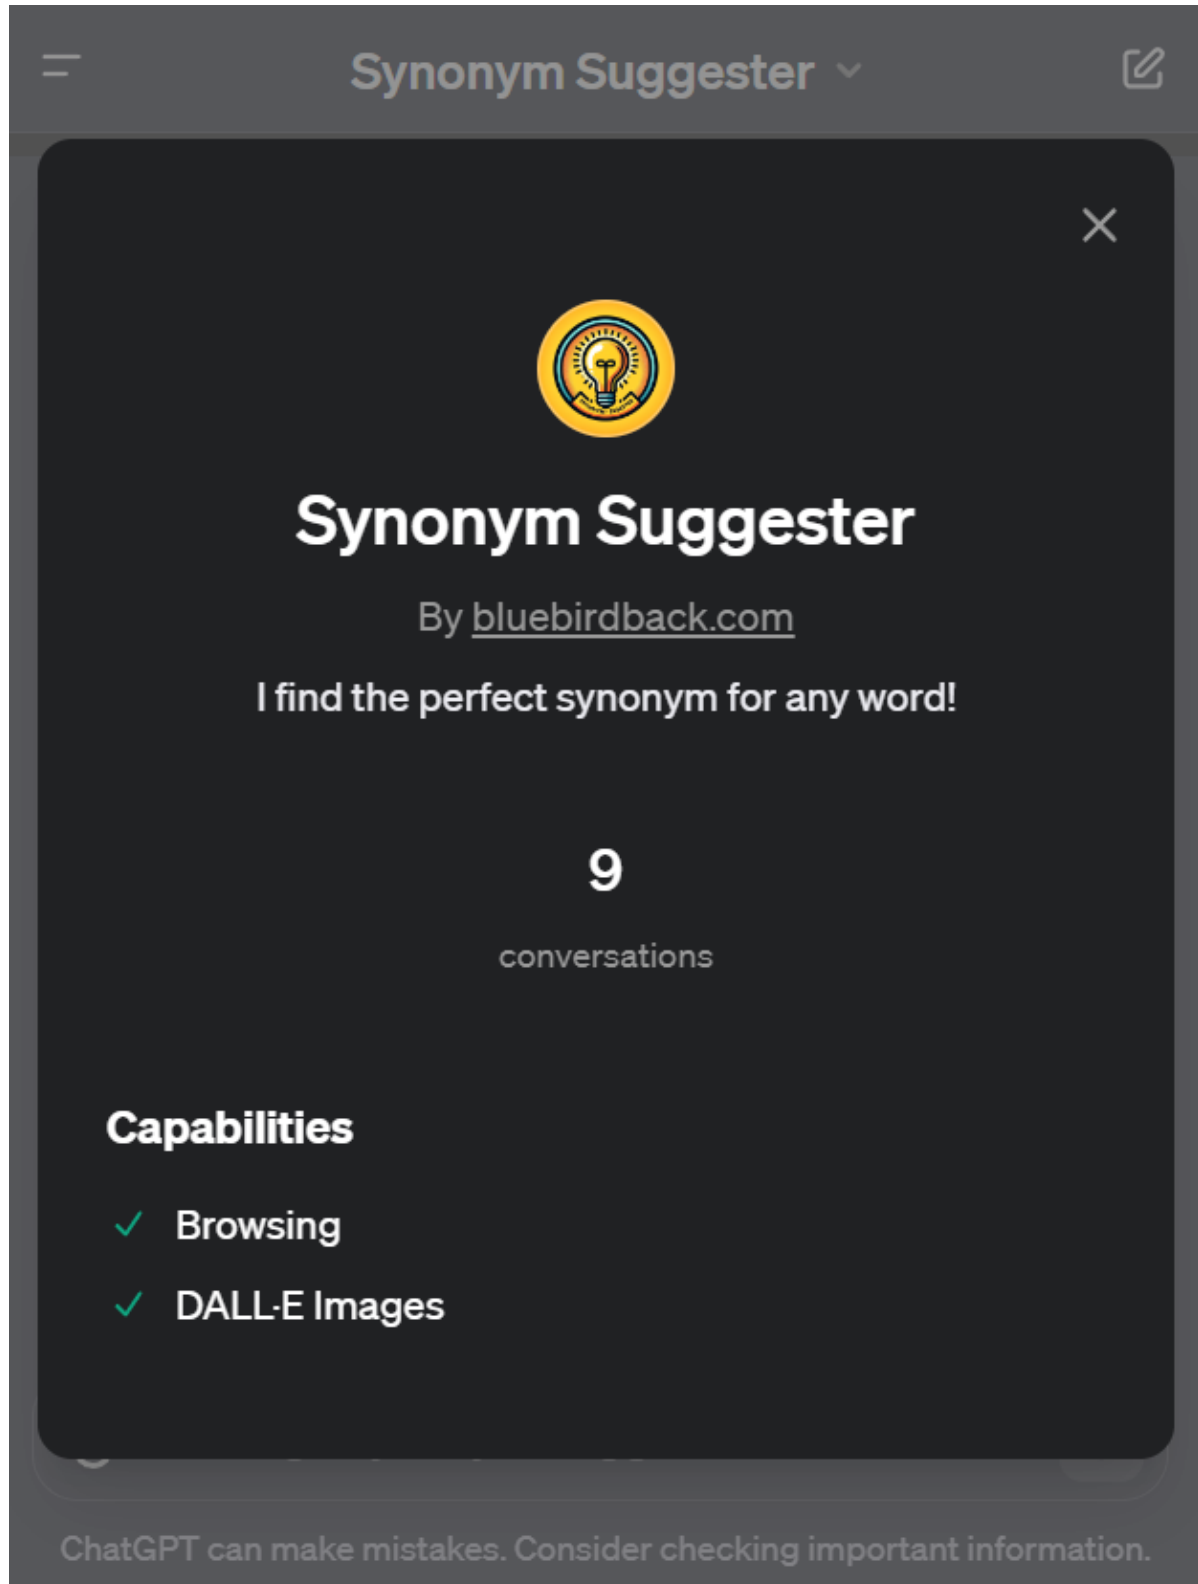 Synonym Suggester
Synonym Suggester
By bluebirdback.com
I find the perfect synonym for any word!
9
conversations
Capabilities
Browsing
DALL·E Images
ChatGPT can make mistakes. Consider checking important information.